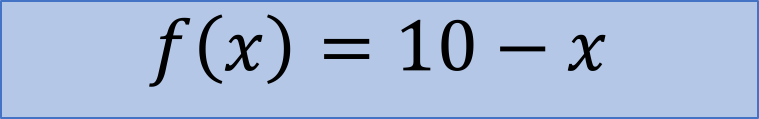 f(x) = 10 − x